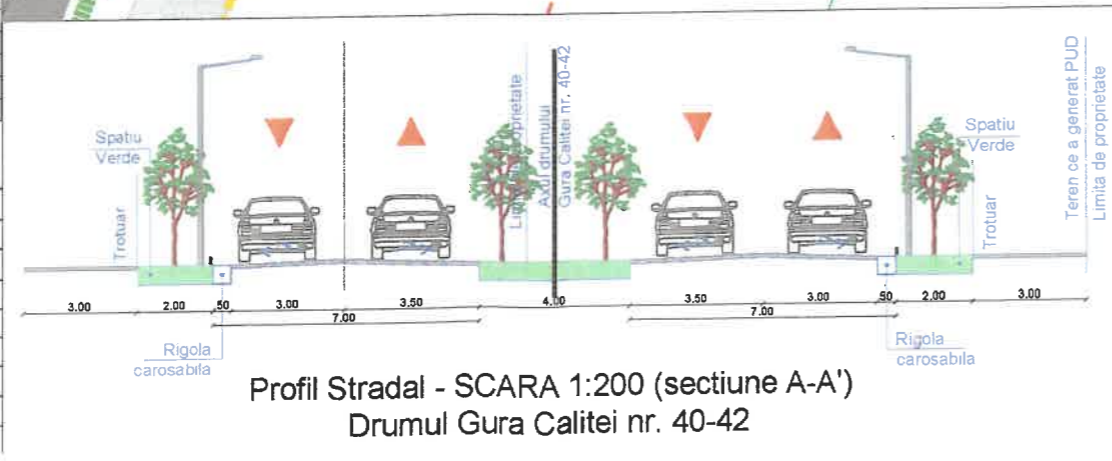 Spatiu
Verde
Trotuar
Limita de proprietate
Axul drumului
Gura Calitei nr. 40-42
Spatiu
Verde
Trotuar
Teren ce a generat PUD
Limita de proprietate
3.00 2.00 .50 3.00 3.50 4.00 3.50 3.00 .50 2.00 3.00
7.00 7.00
Rigola
carosabila
Rigola
carosabila
Profil Stradal - SCARA 1:200 (sectiune A-A')
Drumul Gura Calitei nr. 40-42